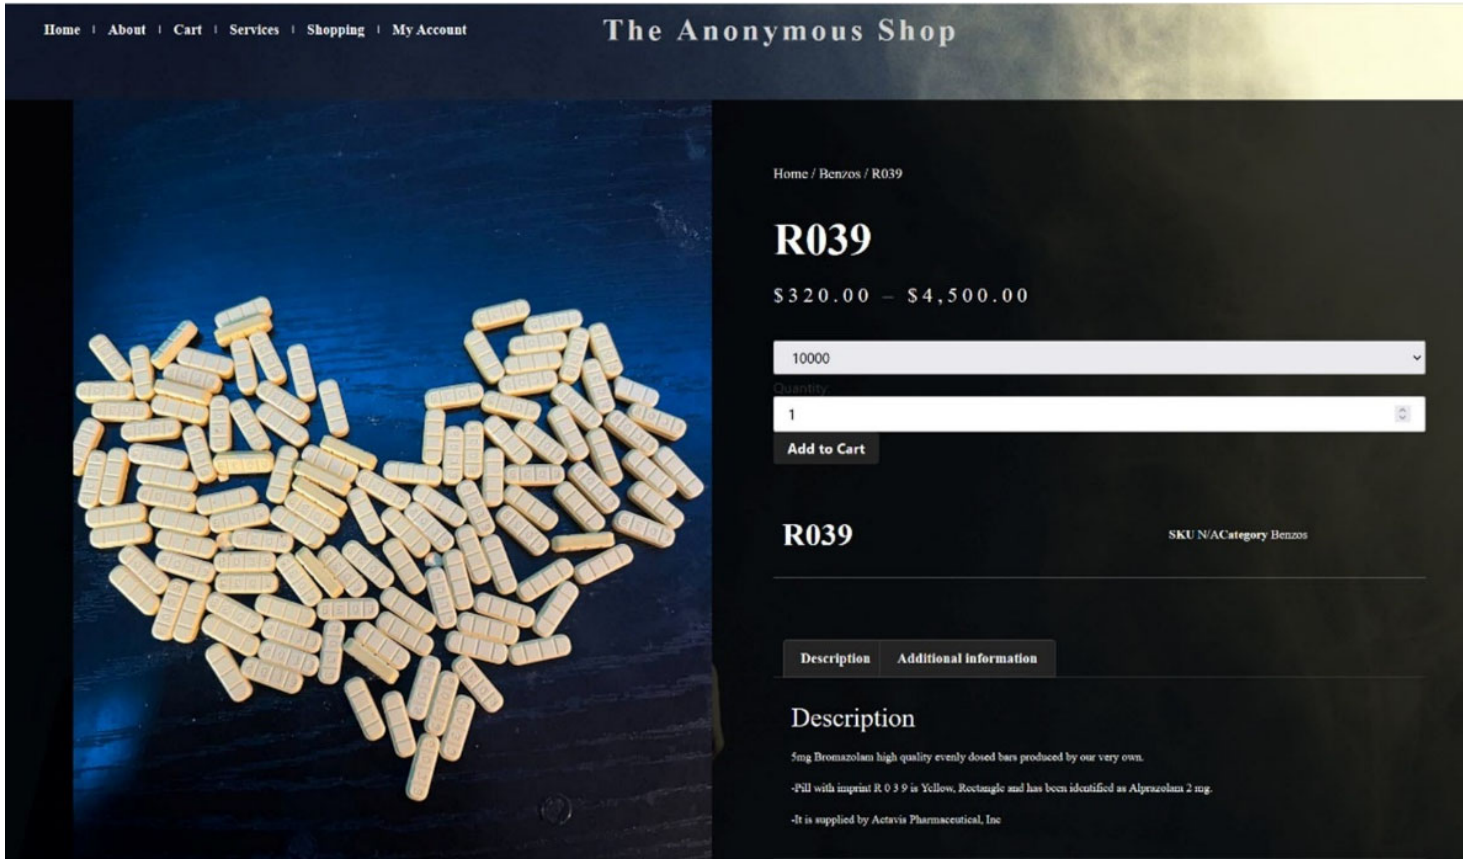 Home | About | Cart | Services | Shopping | My Account
The Anonymous Shop
Home / Benzos / R039
R039
$320.00 – $4,500.00
10000
Quantity:
1
Add to Cart
R039
SKU N/ACategory Benzos
Description
Additional information
Description
5mg Bromazolam high quality evenly dosed bars produced by our very own.
-Pill with imprint R 0 3 9 is Yellow, Rectangle and has been identified as Alprazolam 2 mg.
-It is supplied by Actavis Pharmaceutical, Inc